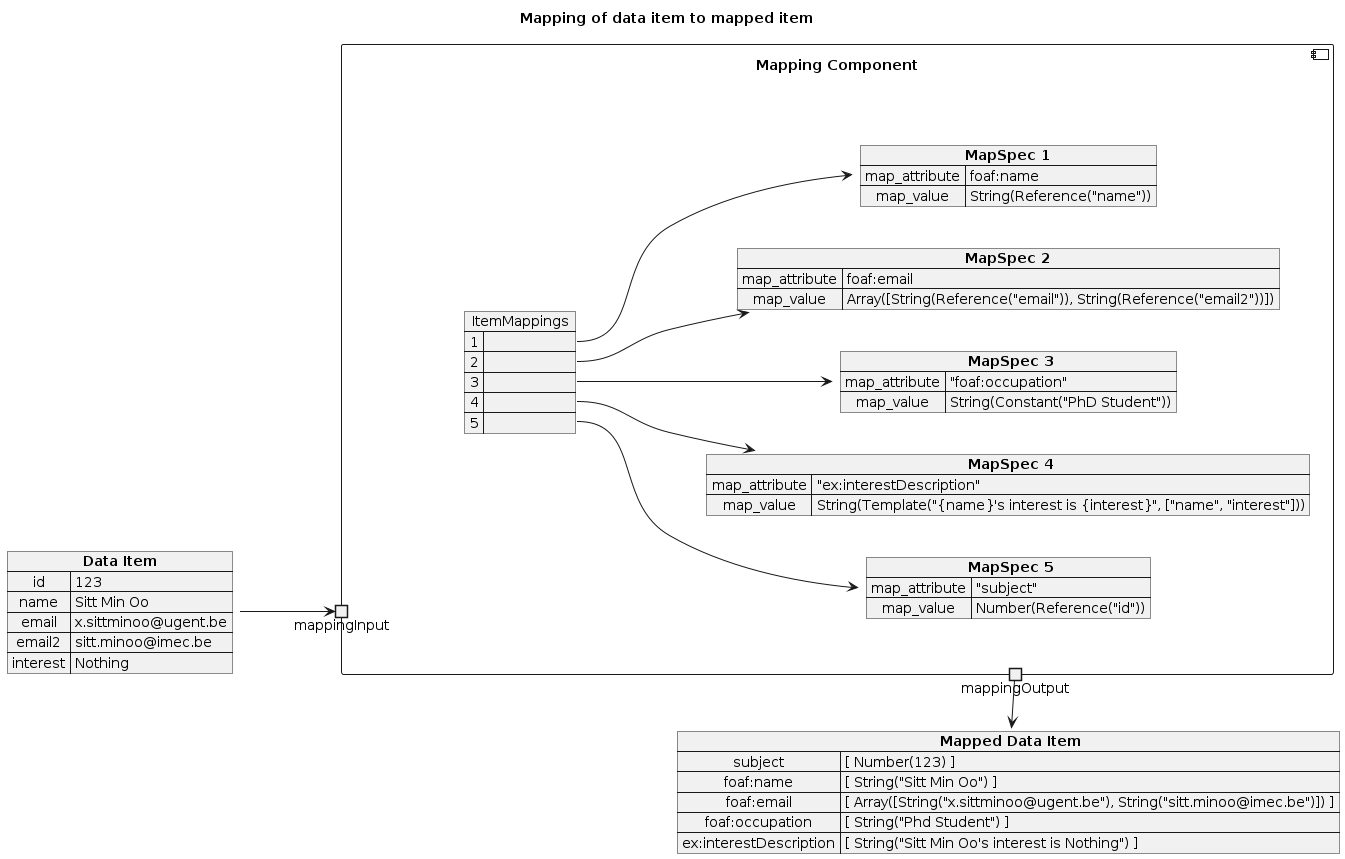 Mapping of data item to mapped item
Mapping Component
MapSpec 1
map_attribute foaf:name
map_value String(Reference("name"))
MapSpec 2
map_attribute foaf:email
map_value Array([String(Reference("email")), String(Reference("email2"))])
ItemMappings
1
2
3
4
5
MapSpec 3
map_attribute "foaf:occupation"
map_value String(Constant("PhD Student"))
MapSpec 4
map_attribute "ex:interestDescription"
map_value String(Template("{name}'s interest is {interest}", ["name", "interest"]))
MapSpec 5
map_attribute "subject"
map_value Number(Reference("id"))
Data Item
id 123
name Sitt Min Oo
email x.sittminoo@ugent.be
email2 sitt.minoo@imec.be
interest Nothing
mappingInput
mappingOutput
Mapped Data Item
subject [ Number(123) ]
foaf:name [ String("Sitt Min Oo") ]
foaf:email [ Array([String("x.sittminoo@ugent.be"), String("sitt.minoo@imec.be")]) ]
foaf:occupation [ String("Phd Student") ]
ex:interestDescription [ String("Sitt Min Oo's interest is Nothing") ]